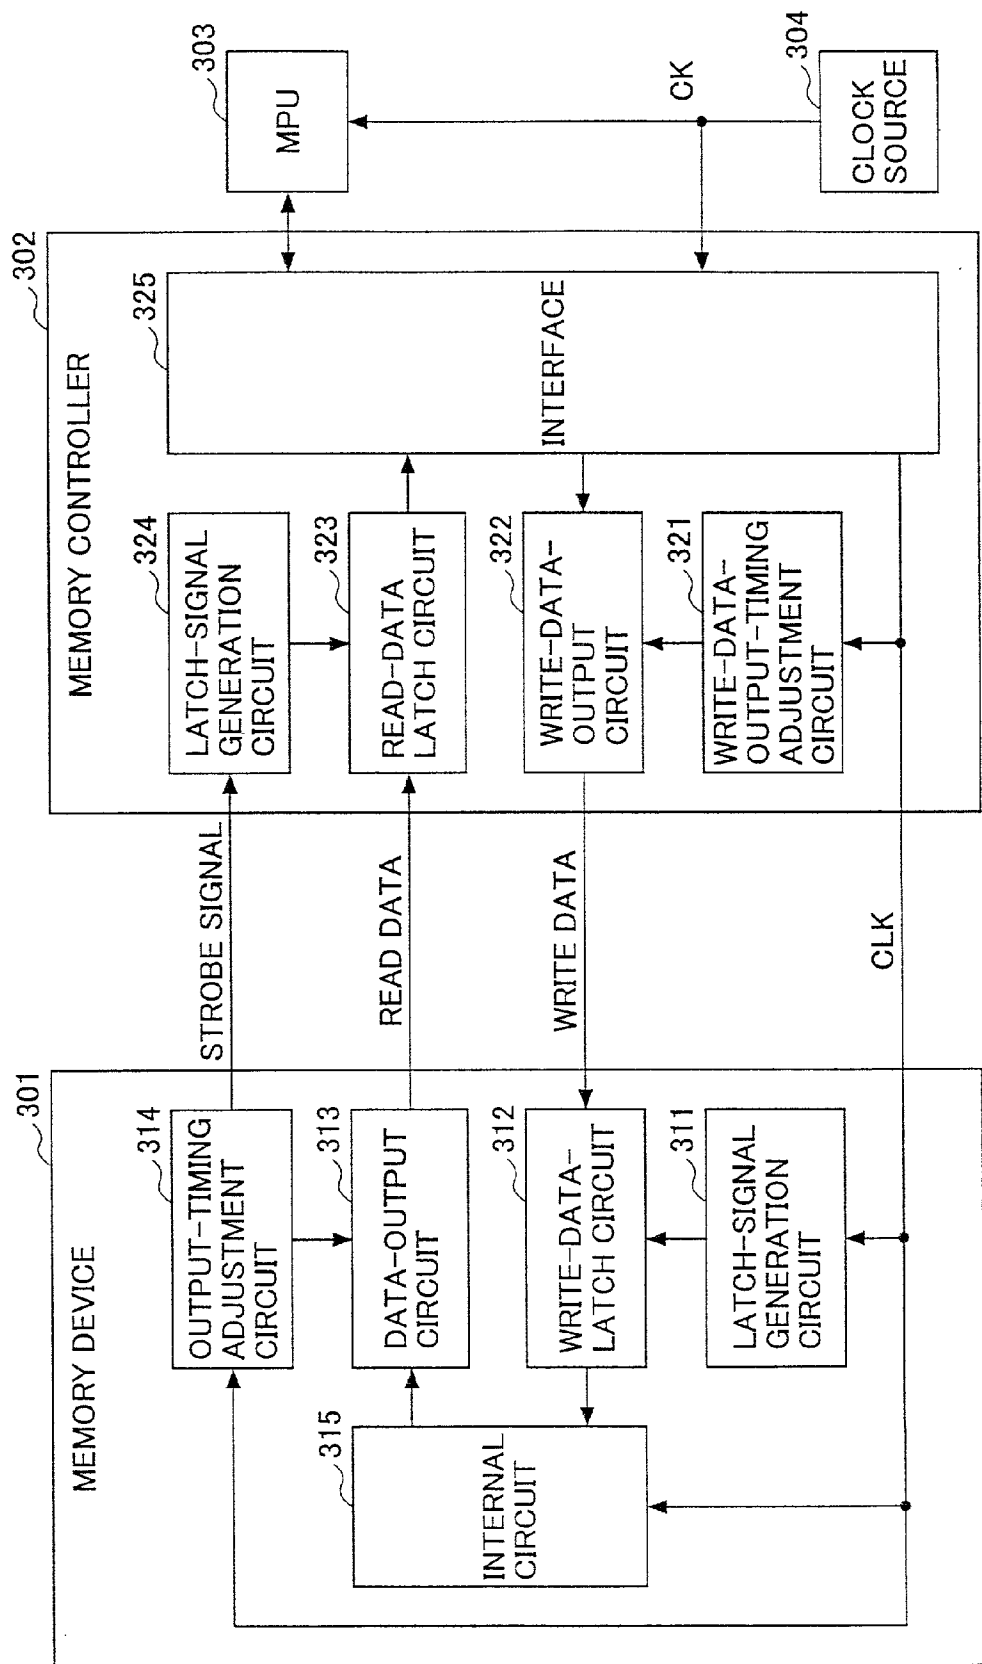 301
MEMORY DEVICE
314
OUTPUT-TIMING
ADJUSTMENT
CIRCUIT
313
DATA-OUTPUT
CIRCUIT
315
INTERNAL
CIRCUIT
312
WRITE-DATA-
LATCH CIRCUIT
311
LATCH-SIGNAL
GENERATION
CIRCUIT
STROBE SIGNAL
READ DATA
WRITE DATA
CLK
302
MEMORY CONTROLLER
324
LATCH-SIGNAL
GENERATION
CIRCUIT
323
READ-DATA
LATCH CIRCUIT
322
WRITE-DATA-
OUTPUT
CIRCUIT
321
WRITE-DATA-
OUTPUT-TIMING
ADJUSTMENT
CIRCUIT
325
INTERFACE
303
MPU
CK
304
CLOCK
SOURCE